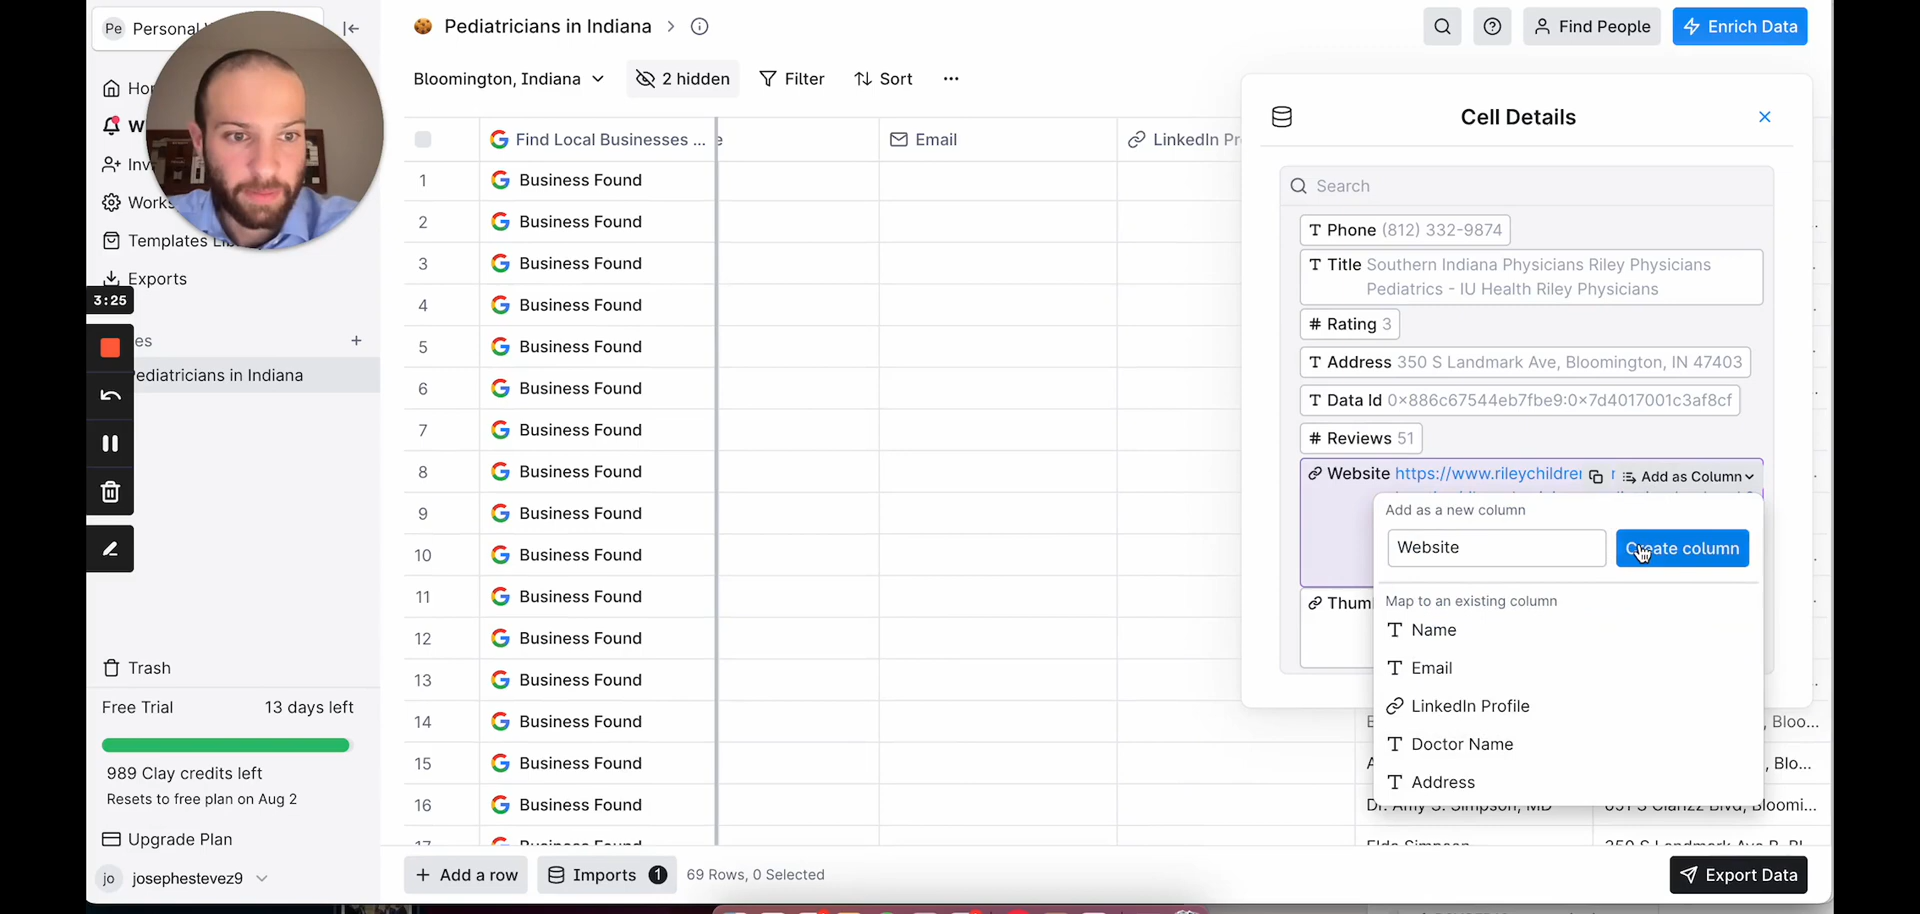 Pe Personal
Ho
W
Inv
Works
Templates Li
Exports
3:25
es
+
Pediatricians in Indiana
Trash
Free Trial 13 days left
989 Clay credits left
Resets to free plan on Aug 2
Upgrade Plan
jo josephestevez9
Pediatricians in Indiana
Find People
Enrich Data
Bloomington, Indiana
2 hidden
Filter
Sort
Find Local Businesses ... e Email LinkedIn Pr
1 Business Found
2 Business Found
3 Business Found
4 Business Found
5 Business Found
6 Business Found
7 Business Found
8 Business Found
9 Business Found
10 Business Found
11 Business Found
12 Business Found
13 Business Found
14 Business Found , Bloo...
15 Business Found , Blo...
16 Business Found Dr. Amy S. Simpson, MD Bloomi...
17 Business Found
Cell Details
Search
Phone (812) 332-9874
Title Southern Indiana Physicians Riley Physicians
Pediatrics - IU Health Riley Physicians
# Rating 3
Address 350 S Landmark Ave, Bloomington, IN 47403
Data Id 0x886c67544eb7fbe9:0x7d4017001c3af8cf
# Reviews 51
Website https://www.rileychildre Add as Column
Add as a new column
Website
Create column
Thum
Map to an existing column
Name
Email
LinkedIn Profile
Doctor Name
Address
+ Add a row
Imports 1
69 Rows, 0 Selected
Export Data